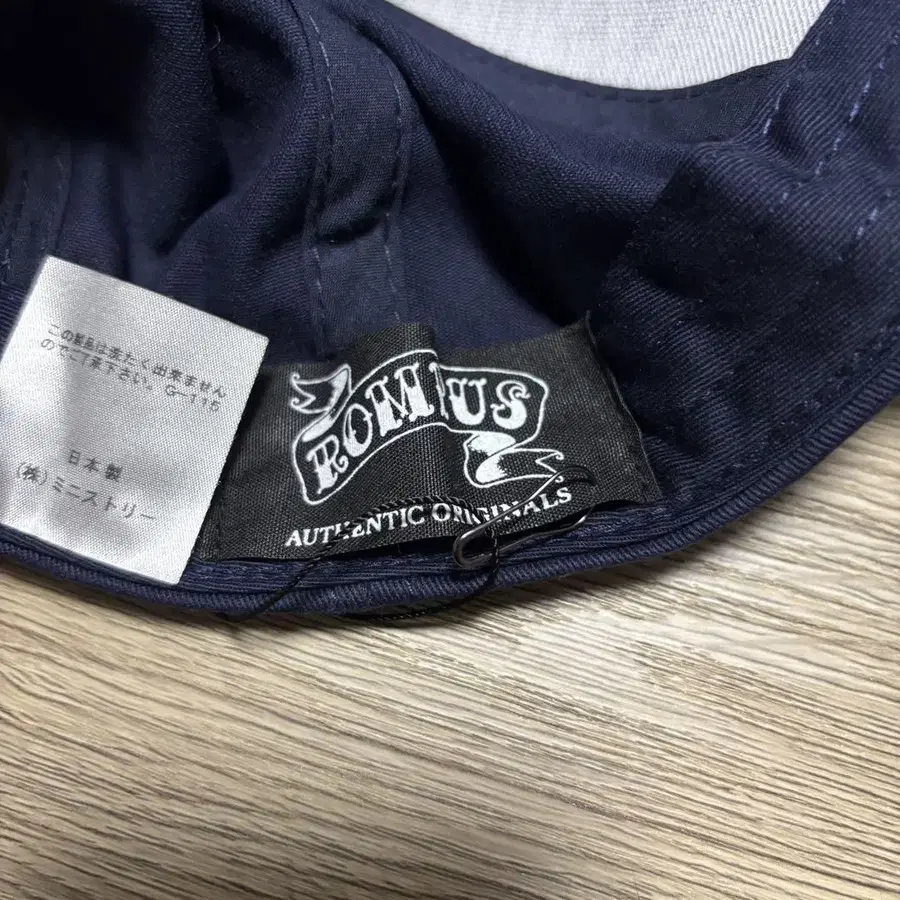 この製品は洗たく出来ません
のでご了承下さい。G-115
日本製
(株)ミニストリー
AUTHENTIC ORIGINALS